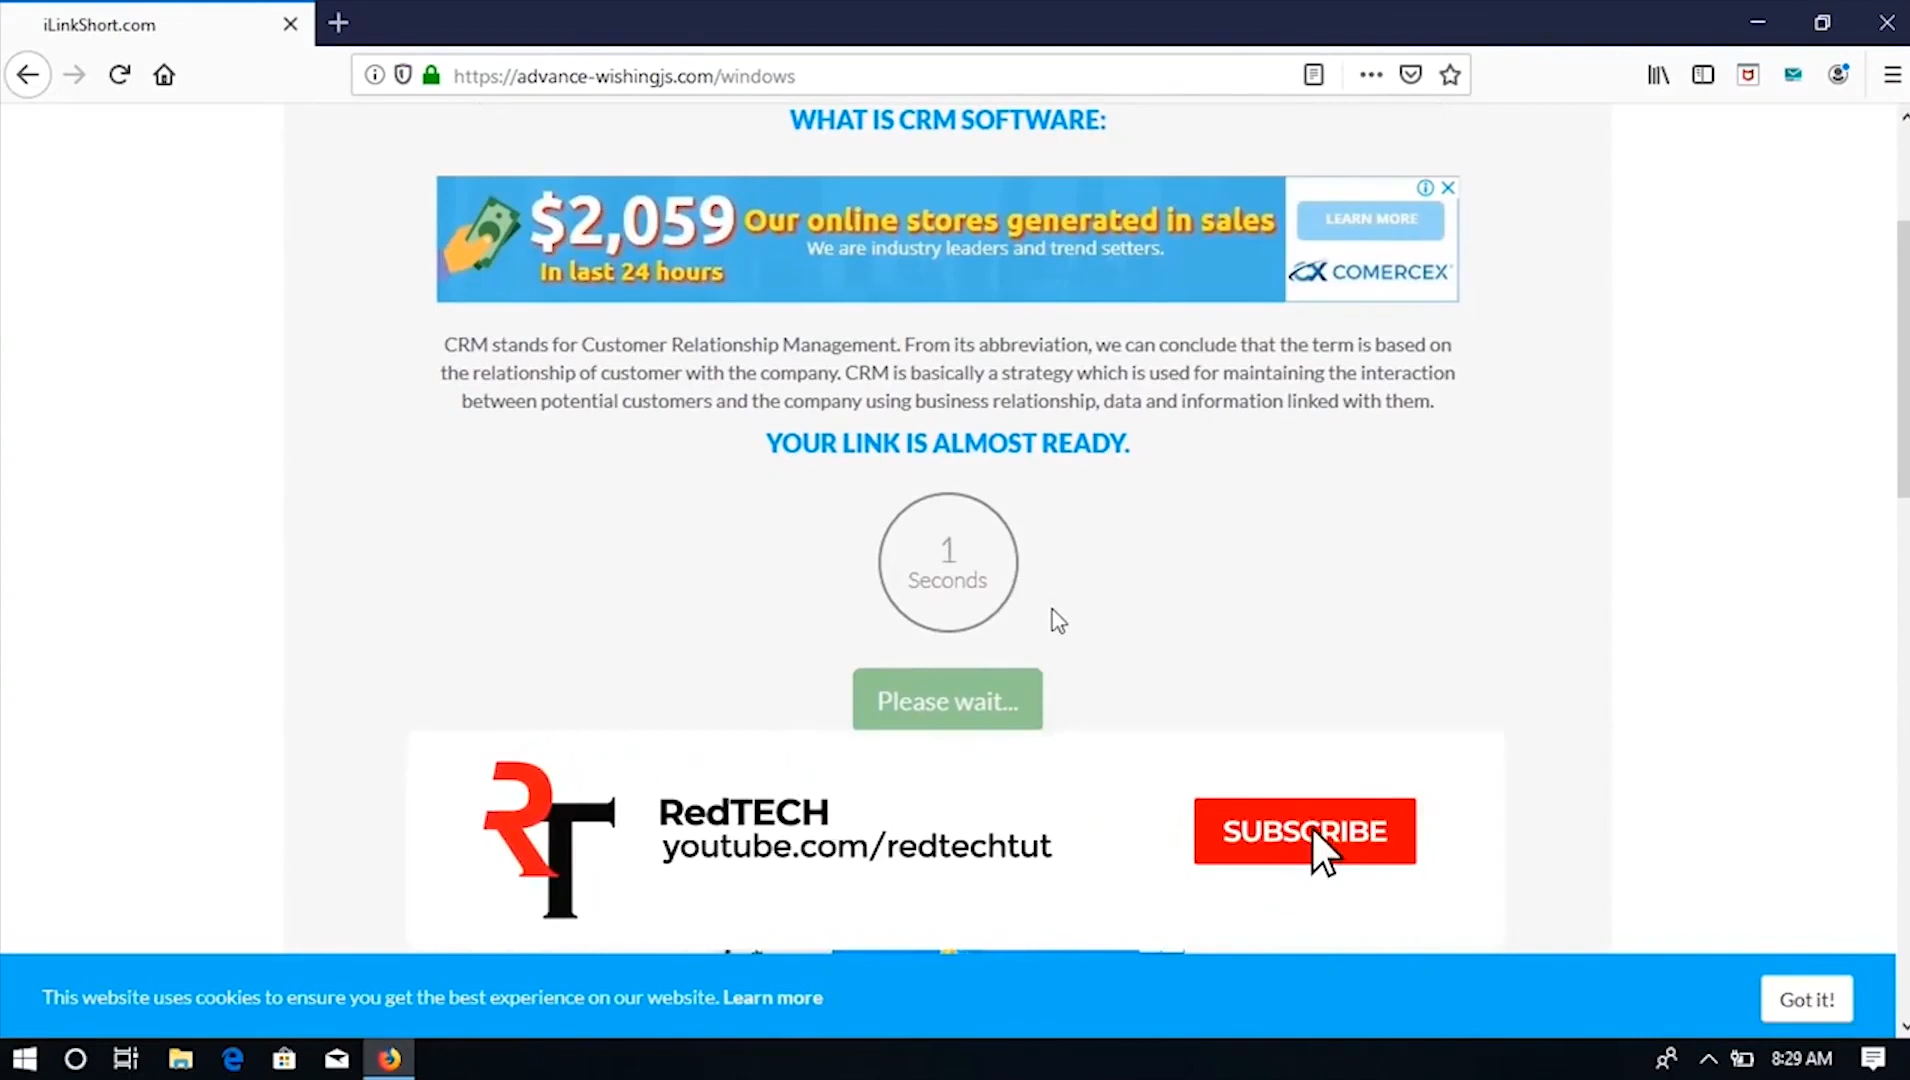 iLinkShort.com
https://advance-wishingjs.com/windows
WHAT IS CRM SOFTWARE:
$2,059
In last 24 hours
Our online stores generated in sales
We are industry leaders and trend setters.
LEARN MORE
CX COMERCEX
CRM stands for Customer Relationship Management. From its abbreviation, we can conclude that the term is based on
the relationship of customer with the company. CRM is basically a strategy which is used for maintaining the interaction
between potential customers and the company using business relationship, data and information linked with them.
YOUR LINK IS ALMOST READY.
1
Seconds
Please wait...
RT
RedTECH
youtube.com/redtechtut
SUBSCRIBE
This website uses cookies to ensure you get the best experience on our website. Learn more
Got it!
8:29 AM